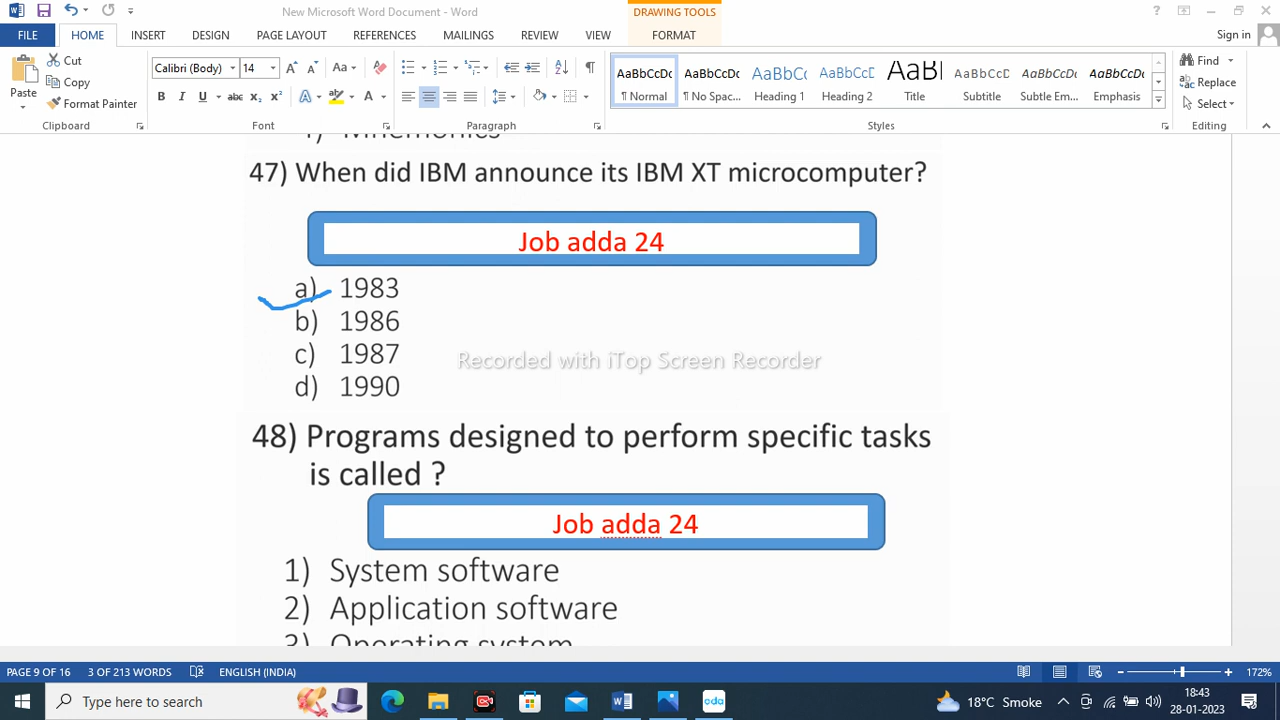 New Microsoft Word Document - Word
DRAWING TOOLS
FILE HOME INSERT DESIGN PAGE LAYOUT REFERENCES MAILINGS REVIEW VIEW FORMAT Sign in
Paste
Cut
Copy
Format Painter
Calibri (Body) 14
AaBbCcDc AaBbCcDc AaBbCc AaBbCcC AaBl AaBbCcD AaBbCcDc AaBbCcDc
¶ Normal ¶ No Spac... Heading 1 Heading 2 Title Subtitle Subtle Em... Emphasis
Find
Replace
Select
Clipboard Font Paragraph Styles Editing
Mnemonics
47) When did IBM announce its IBM XT microcomputer?
Job adda 24
a) 1983
b) 1986
c) 1987
d) 1990
Recorded with iTop Screen Recorder
48) Programs designed to perform specific tasks
is called ?
Job adda 24
1) System software
2) Application software
3) Operating system
PAGE 9 OF 16 3 OF 213 WORDS ENGLISH (INDIA) 172%
Type here to search
18°C Smoke
18:43
28-01-2023